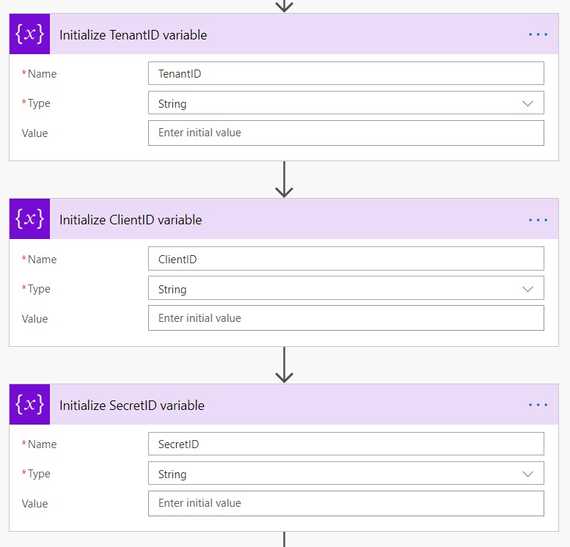 {x} Initialize TenantID variable ...
*Name TenantID
*Type String
Value Enter initial value
{x} Initialize ClientID variable ...
*Name ClientID
*Type String
Value Enter initial value
{x} Initialize SecretID variable ...
*Name SecretID
*Type String
Value Enter initial value